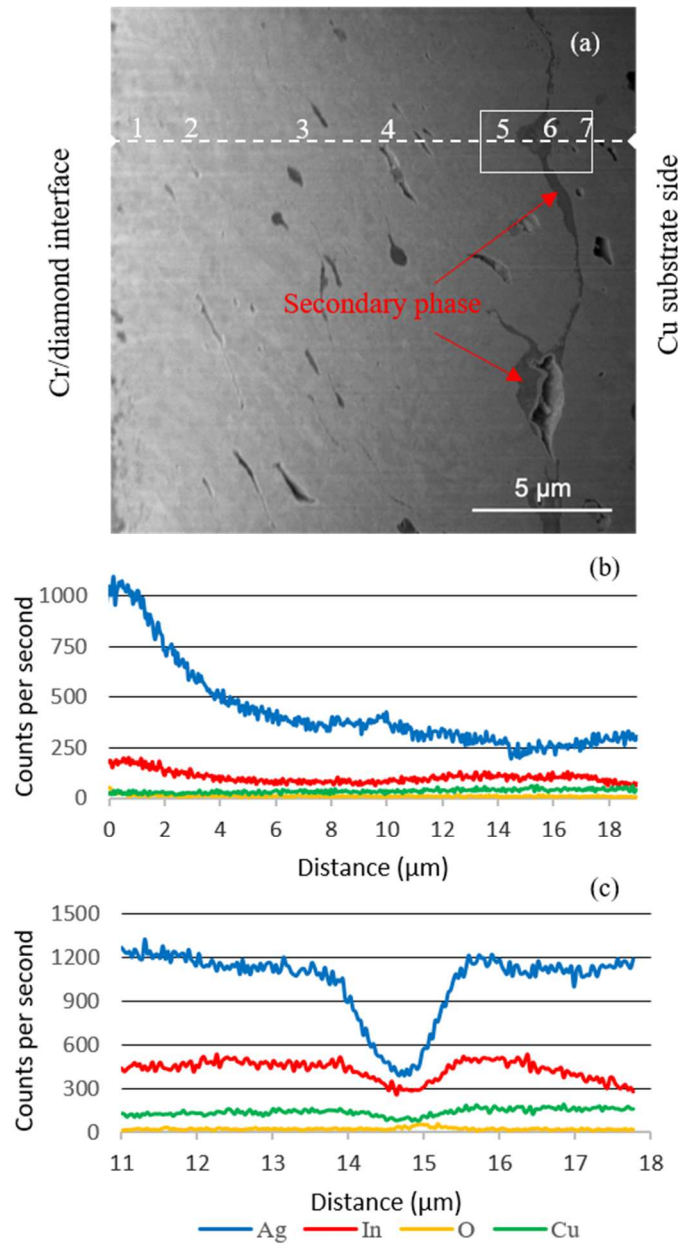 (a)
1 2 3 4 5 6 7
Cr/diamond interface
Secondary phase
Cu substrate side
5 µm
(b)
Counts per second
1000
750
500
250
0
0 2 4 6 8 10 12 14 16 18
Distance (µm)
(c)
Counts per second
1500
1200
900
600
300
0
11 12 13 14 15 16 17 18
Distance (µm)
Ag In O Cu